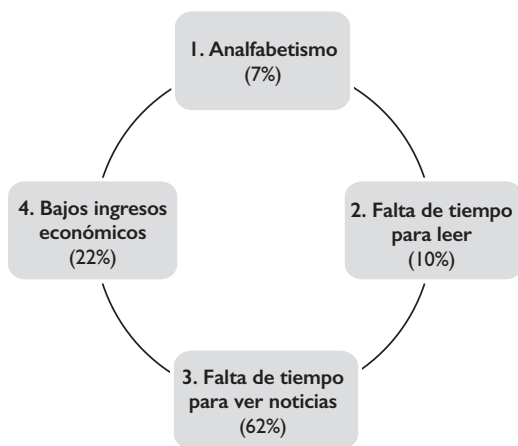 1. Analfabetismo
(7%)
2. Falta de tiempo
para leer
(10%)
3. Falta de tiempo
para ver noticias
(62%)
4. Bajos ingresos
económicos
(22%)